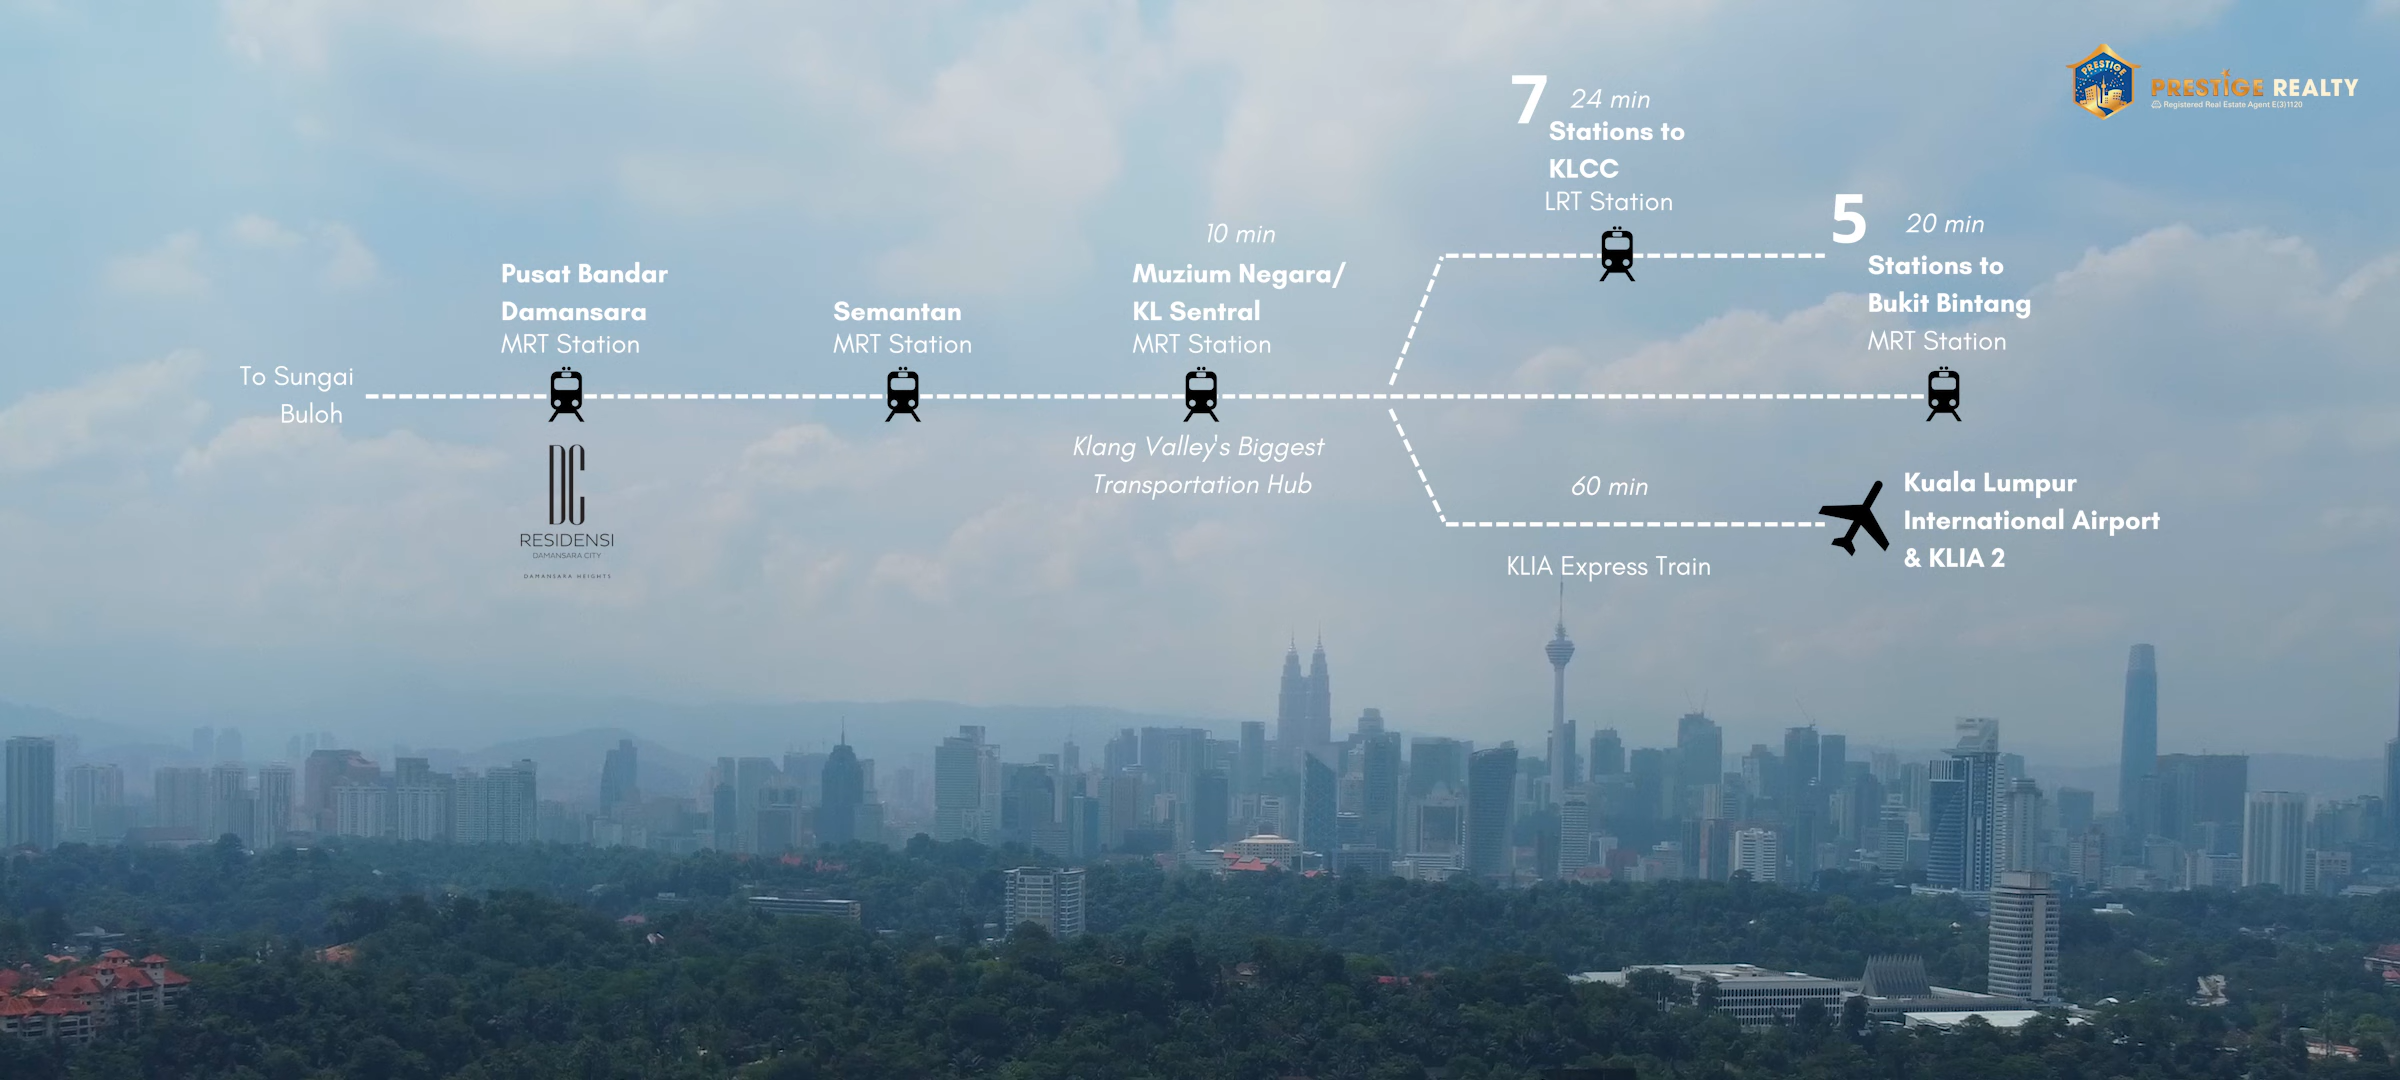 PRESTIGE
PRESTIGE REALTY
Registered Real Estate Agent E(3)1120
7
24 min
Stations to
KLCC
LRT Station
5
20 min
Stations to
Bukit Bintang
MRT Station
10 min
Muzium Negara/
KL Sentral
MRT Station
Pusat Bandar
Damansara
MRT Station
Semantan
MRT Station
To Sungai
Buloh
Klang Valley's Biggest
Transportation Hub
DC
RESIDENSI
DAMANSARA CITY
DAMANSARA HEIGHTS
60 min
KLIA Express Train
Kuala Lumpur
International Airport
& KLIA 2